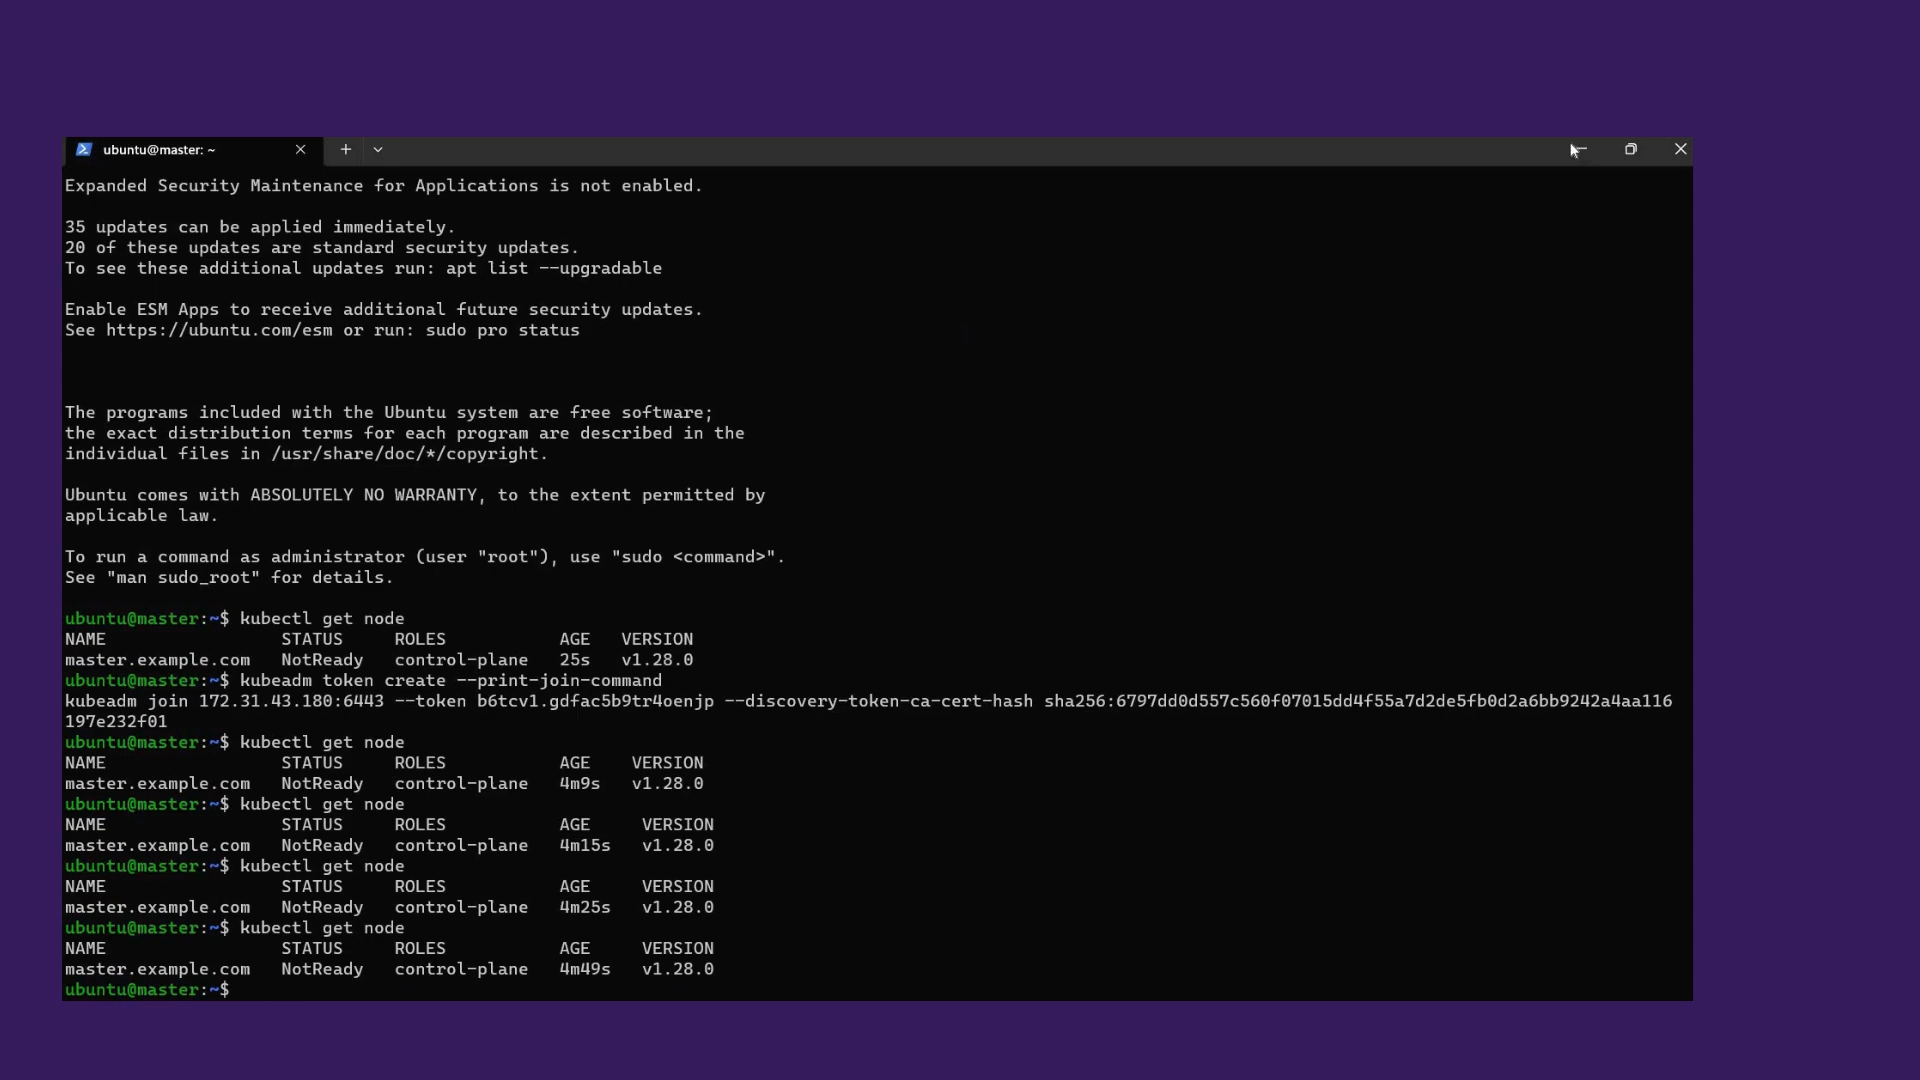 ubuntu@master: ~
Expanded Security Maintenance for Applications is not enabled.
35 updates can be applied immediately.
20 of these updates are standard security updates.
To see these additional updates run: apt list --upgradable
Enable ESM Apps to receive additional future security updates.
See https://ubuntu.com/esm or run: sudo pro status
The programs included with the Ubuntu system are free software;
the exact distribution terms for each program are described in the
individual files in /usr/share/doc/*/copyright.
Ubuntu comes with ABSOLUTELY NO WARRANTY, to the extent permitted by
applicable law.
To run a command as administrator (user "root"), use "sudo <command>".
See "man sudo_root" for details.
ubuntu@master:~$ kubectl get node
NAME STATUS ROLES AGE VERSION
master.example.com NotReady control-plane 25s v1.28.0
ubuntu@master:~$ kubeadm token create --print-join-command
kubeadm join 172.31.43.180:6443 --token b6tcv1.gdfac5b9tr4oenjp --discovery-token-ca-cert-hash sha256:6797dd0d557c560f07015dd4f55a7d2de5fb0d2a6bb9242a4aa116
197e232f01
ubuntu@master:~$ kubectl get node
NAME STATUS ROLES AGE VERSION
master.example.com NotReady control-plane 4m9s v1.28.0
ubuntu@master:~$ kubectl get node
NAME STATUS ROLES AGE VERSION
master.example.com NotReady control-plane 4m15s v1.28.0
ubuntu@master:~$ kubectl get node
NAME STATUS ROLES AGE VERSION
master.example.com NotReady control-plane 4m25s v1.28.0
ubuntu@master:~$ kubectl get node
NAME STATUS ROLES AGE VERSION
master.example.com NotReady control-plane 4m49s v1.28.0
ubuntu@master:~$